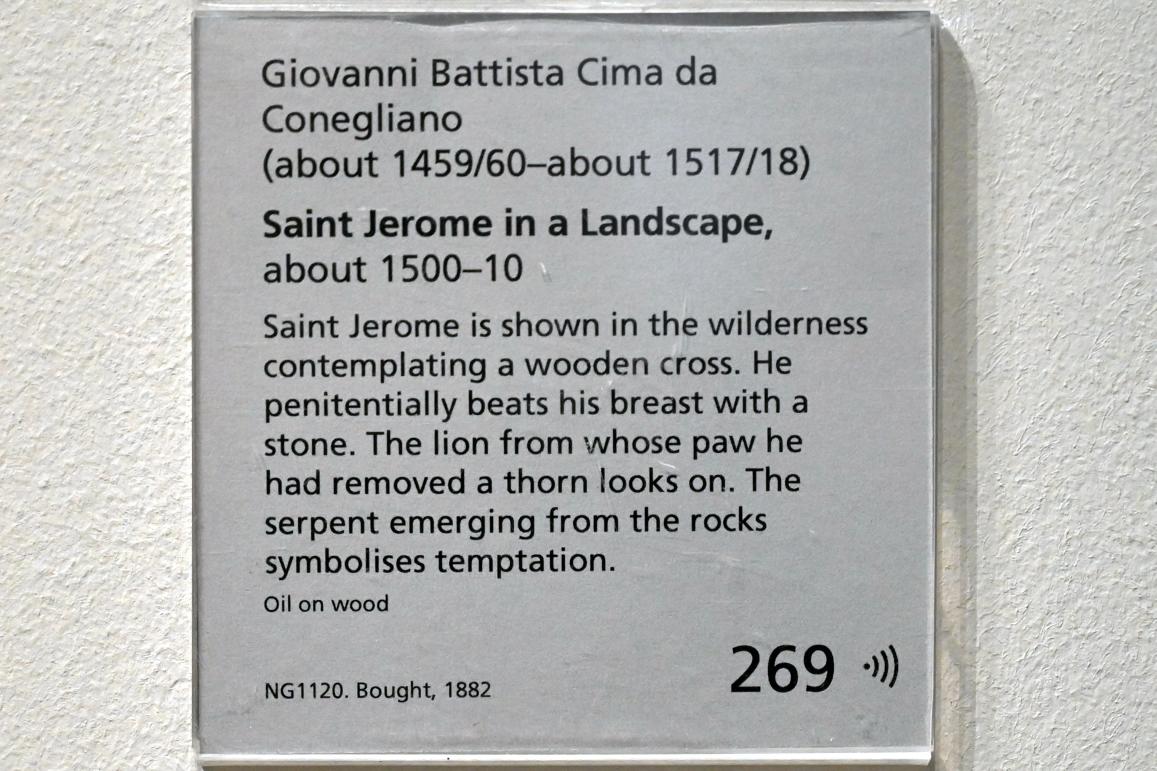 Giovanni Battista Cima da
Conegliano
(about 1459/60–about 1517/18)
Saint Jerome in a Landscape,
about 1500–10
Saint Jerome is shown in the wilderness
contemplating a wooden cross. He
penitentially beats his breast with a
stone. The lion from whose paw he
had removed a thorn looks on. The
serpent emerging from the rocks
symbolises temptation.
Oil on wood
269
NG1120. Bought, 1882